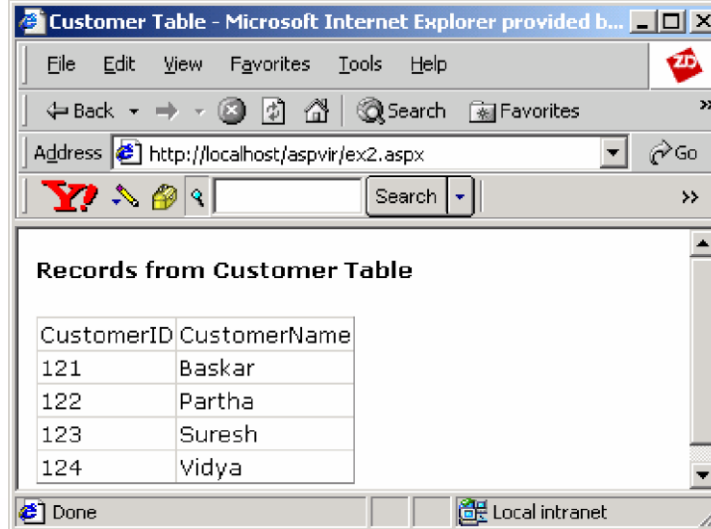 Customer Table - Microsoft Internet Explorer provided b...
File Edit View Favorites Tools Help
ZD
Back Search Favorites »
Address http://localhost/aspvir/ex2.aspx Go
Y! Search »
Records from Customer Table
CustomerID CustomerName
121 Baskar
122 Partha
123 Suresh
124 Vidya
Done Local intranet